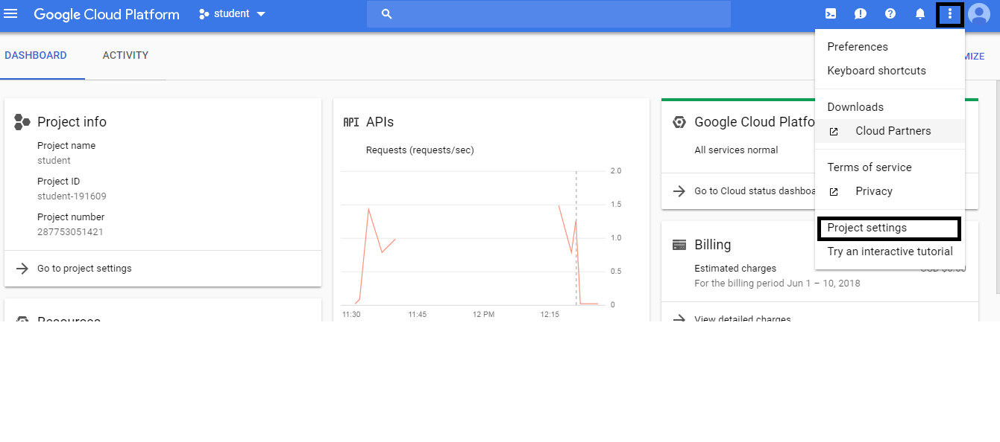 Google Cloud Platform
student
DASHBOARD
ACTIVITY
MIZE
Preferences
Keyboard shortcuts
Downloads
Cloud Partners
Terms of service
Privacy
Project settings
Try an interactive tutorial
Project info
Project name
student
Project ID
student-191609
Project number
287753051421
Go to project settings
Resources
API APIs
Requests (requests/sec)
2.0
1.5
1.0
0.5
0
11:30
11:45
12 PM
12:15
Google Cloud Platfo
All services normal
Go to Cloud status dashboa
Billing
Estimated charges
For the billing period Jun 1 – 10, 2018
View detailed charges